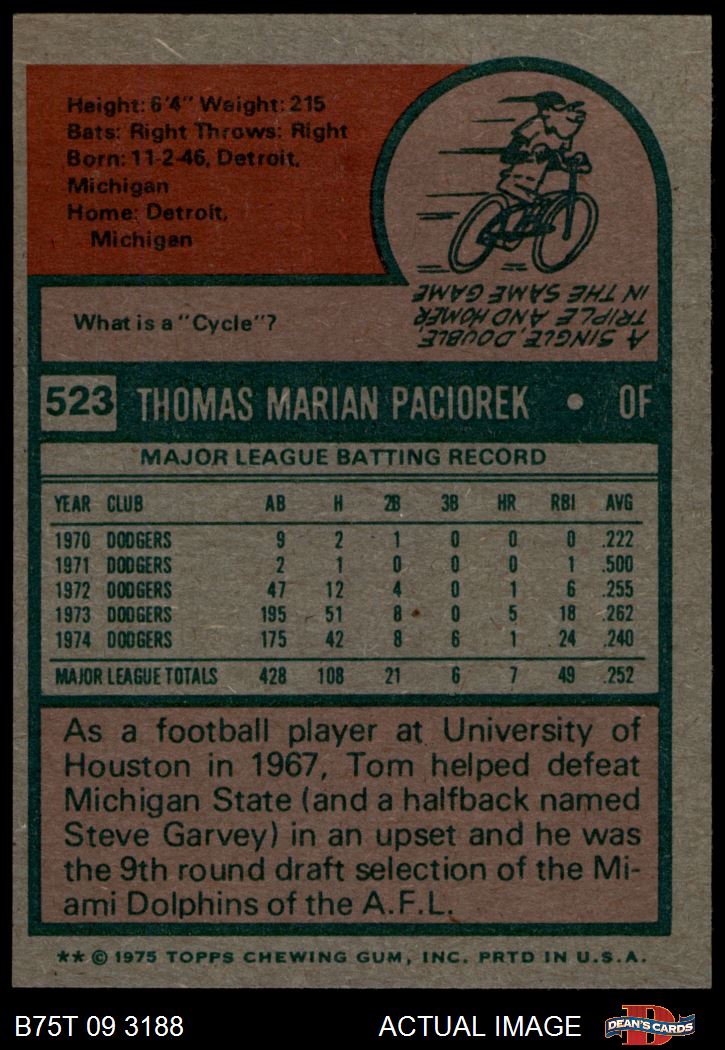 Height: 6'4" Weight: 215
Bats: Right Throws: Right
Born: 11-2-46, Detroit,
Michigan
Home: Detroit,
Michigan
What is a "Cycle"?
A SINGLE, DOUBLE,
TRIPLE AND HOMER
IN THE SAME GAME
523 THOMAS MARIAN PACIOREK • OF
MAJOR LEAGUE BATTING RECORD
YEAR CLUB AB H 2B 3B HR RBI AVG
1970 DODGERS 9 2 1 0 0 0 .222
1971 DODGERS 2 1 0 0 0 1 .500
1972 DODGERS 47 12 4 0 1 6 .255
1973 DODGERS 195 51 8 0 5 18 .262
1974 DODGERS 175 42 8 6 1 24 .240
MAJOR LEAGUE TOTALS 428 108 21 6 7 49 .252
As a football player at University of
Houston in 1967, Tom helped defeat
Michigan State (and a halfback named
Steve Garvey) in an upset and he was
the 9th round draft selection of the Mi-
ami Dolphins of the A.F.L.
** © 1975 TOPPS CHEWING GUM, INC. PRTD IN U.S.A.
B75T 09 3188 ACTUAL IMAGE
D
DEAN'S CARDS